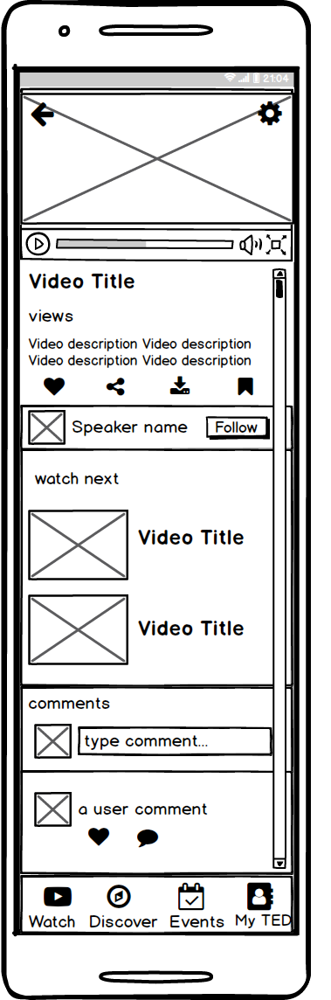 21:04
Video Title
views
Video description Video description
Video description Video description
Speaker name
Follow
watch next
Video Title
Video Title
comments
type comment...
a user comment
Watch
Discover
Events
My TED